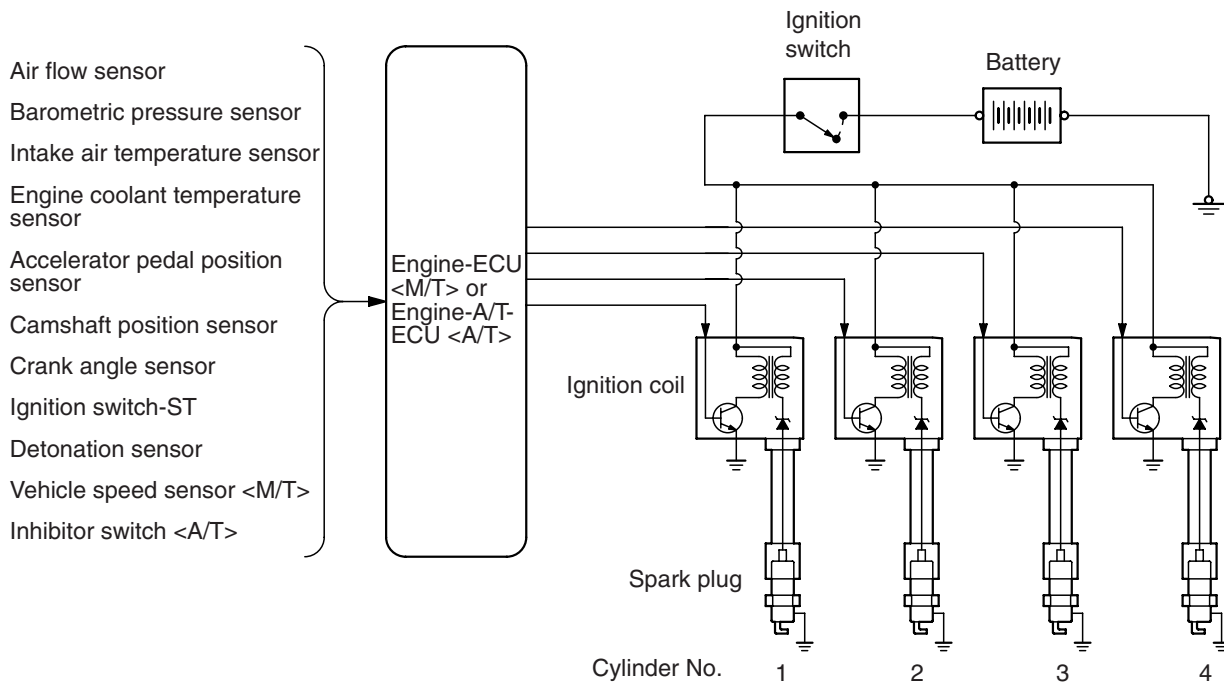 Air flow sensor
Barometric pressure sensor
Intake air temperature sensor
Engine coolant temperature
sensor
Accelerator pedal position
sensor
Camshaft position sensor
Crank angle sensor
Ignition switch-ST
Detonation sensor
Vehicle speed sensor <M/T>
Inhibitor switch <A/T>
Engine-ECU
<M/T> or
Engine-A/T-
ECU <A/T>
Ignition
switch
Battery
Ignition coil
Spark plug
Cylinder No. 1 2 3 4